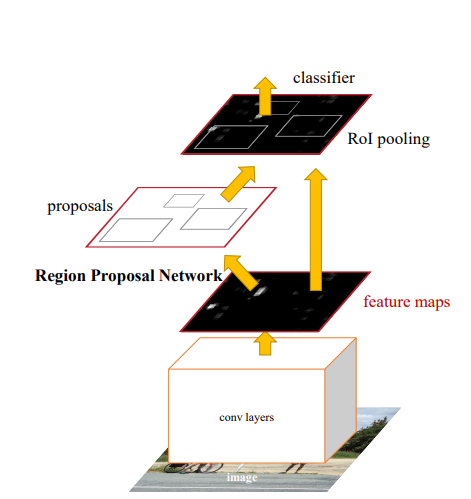 classifier
RoI pooling
proposals
Region Proposal Network
feature maps
conv layers
image